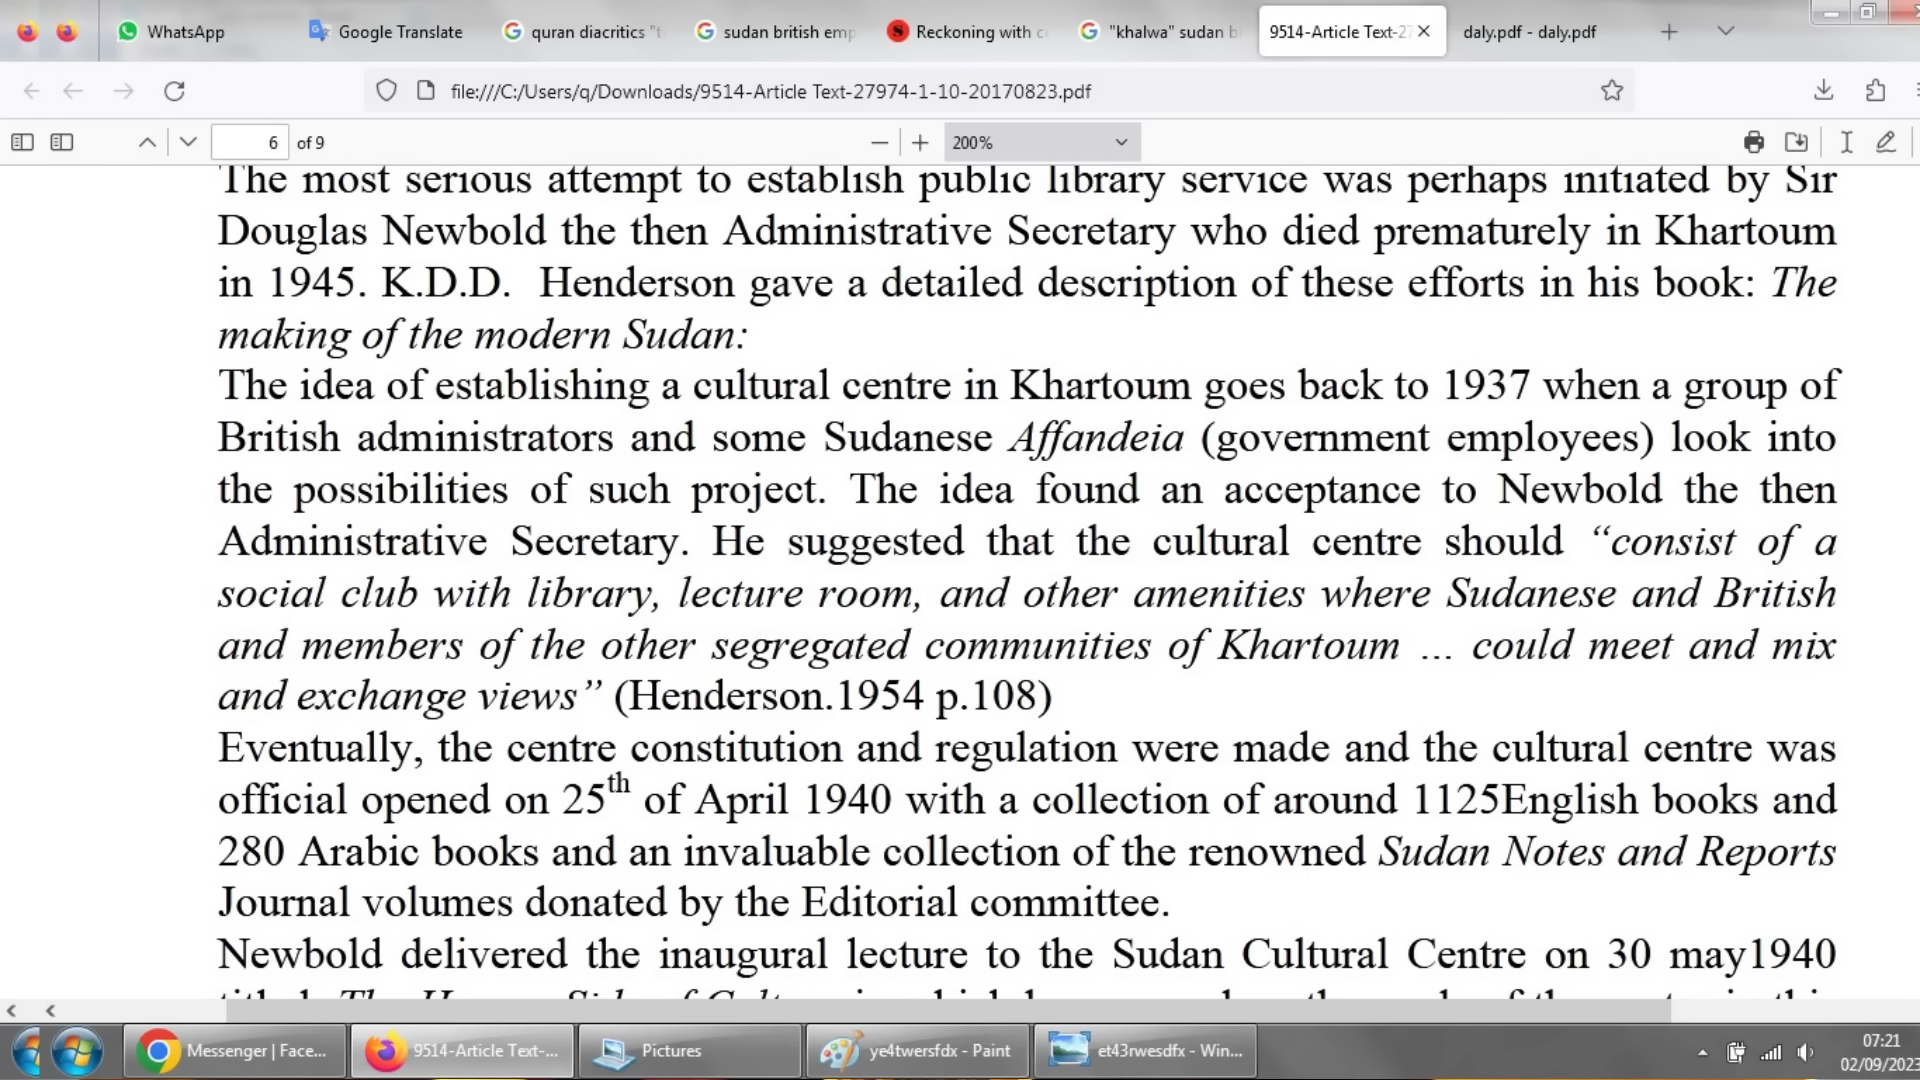 WhatsApp
Google Translate
quran diacritics "t
sudan british emp
Reckoning with c
"khalwa" sudan b
9514-Article Text-27
daly.pdf - daly.pdf
file:///C:/Users/q/Downloads/9514-Article Text-27974-1-10-20170823.pdf
6 of 9
200%
The most serious attempt to establish public library service was perhaps initiated by Sir
Douglas Newbold the then Administrative Secretary who died prematurely in Khartoum
in 1945. K.D.D. Henderson gave a detailed description of these efforts in his book: The
making of the modern Sudan:
The idea of establishing a cultural centre in Khartoum goes back to 1937 when a group of
British administrators and some Sudanese Affandeia (government employees) look into
the possibilities of such project. The idea found an acceptance to Newbold the then
Administrative Secretary. He suggested that the cultural centre should “consist of a
social club with library, lecture room, and other amenities where Sudanese and British
and members of the other segregated communities of Khartoum ... could meet and mix
and exchange views” (Henderson.1954 p.108)
Eventually, the centre constitution and regulation were made and the cultural centre was
official opened on 25th of April 1940 with a collection of around 1125English books and
280 Arabic books and an invaluable collection of the renowned Sudan Notes and Reports
Journal volumes donated by the Editorial committee.
Newbold delivered the inaugural lecture to the Sudan Cultural Centre on 30 may1940
Messenger | Face...
9514-Article Text-...
Pictures
ye4twersfdx - Paint
et43rwesdfx - Win...
07:21
02/09/2023